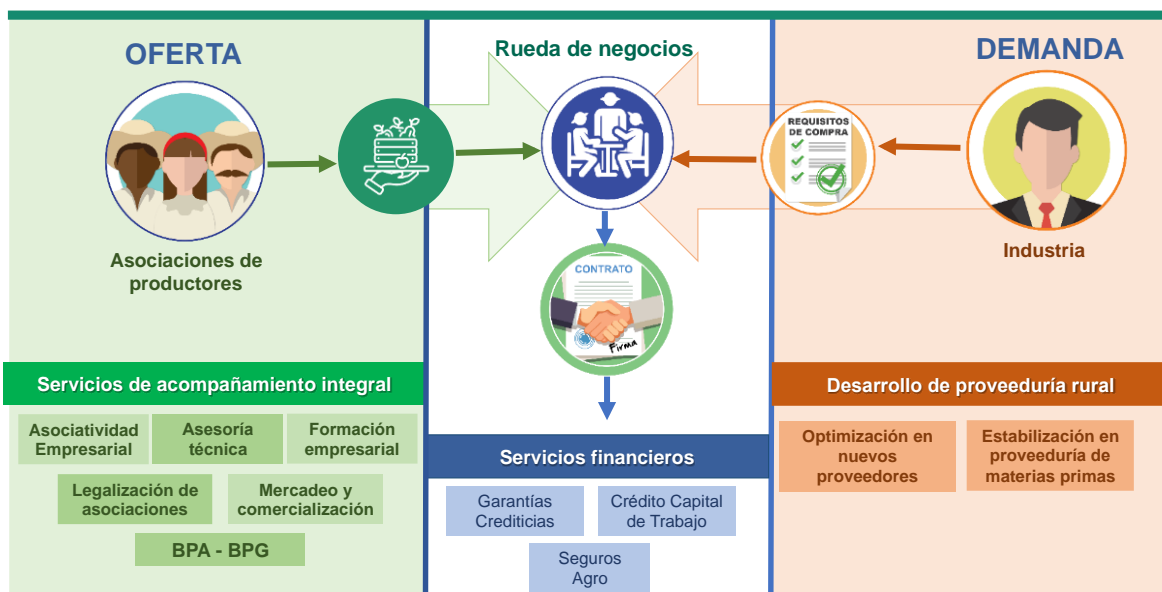 OFERTA
Asociaciones de
productores
Rueda de negocios
CONTRATO
Firma
DEMANDA
REQUISITOS
DE COMPRA
Industria
Servicios de acompañamiento integral
Asociatividad
Empresarial
Asesoría
técnica
Formación
empresarial
Legalización de
asociaciones
Mercadeo y
comercialización
BPA - BPG
Servicios financieros
Garantías
Crediticias
Crédito Capital
de Trabajo
Seguros
Agro
Desarrollo de proveeduría rural
Optimización en
nuevos
proveedores
Estabilización en
proveeduría de
materias primas